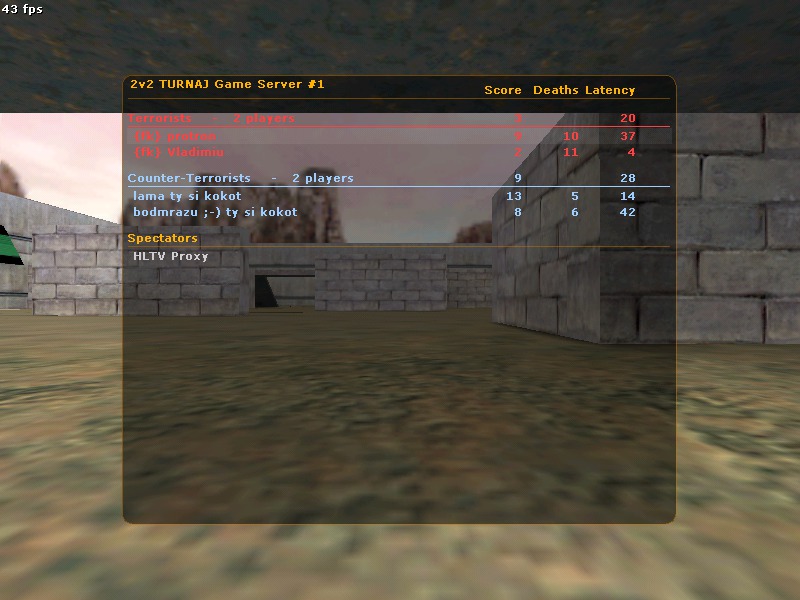 43 fps
2v2 TURNAJ Game Server #1
Score Deaths Latency
Terrorists - 2 players 20
{fk} 10 37
{fk} Vladimiu 11 4
Counter-Terrorists - 2 players 9 28
lama ty si kokot 13 5 14
bodmrazu ;-) ty si kokot 8 6 42
Spectators
HLTV Proxy